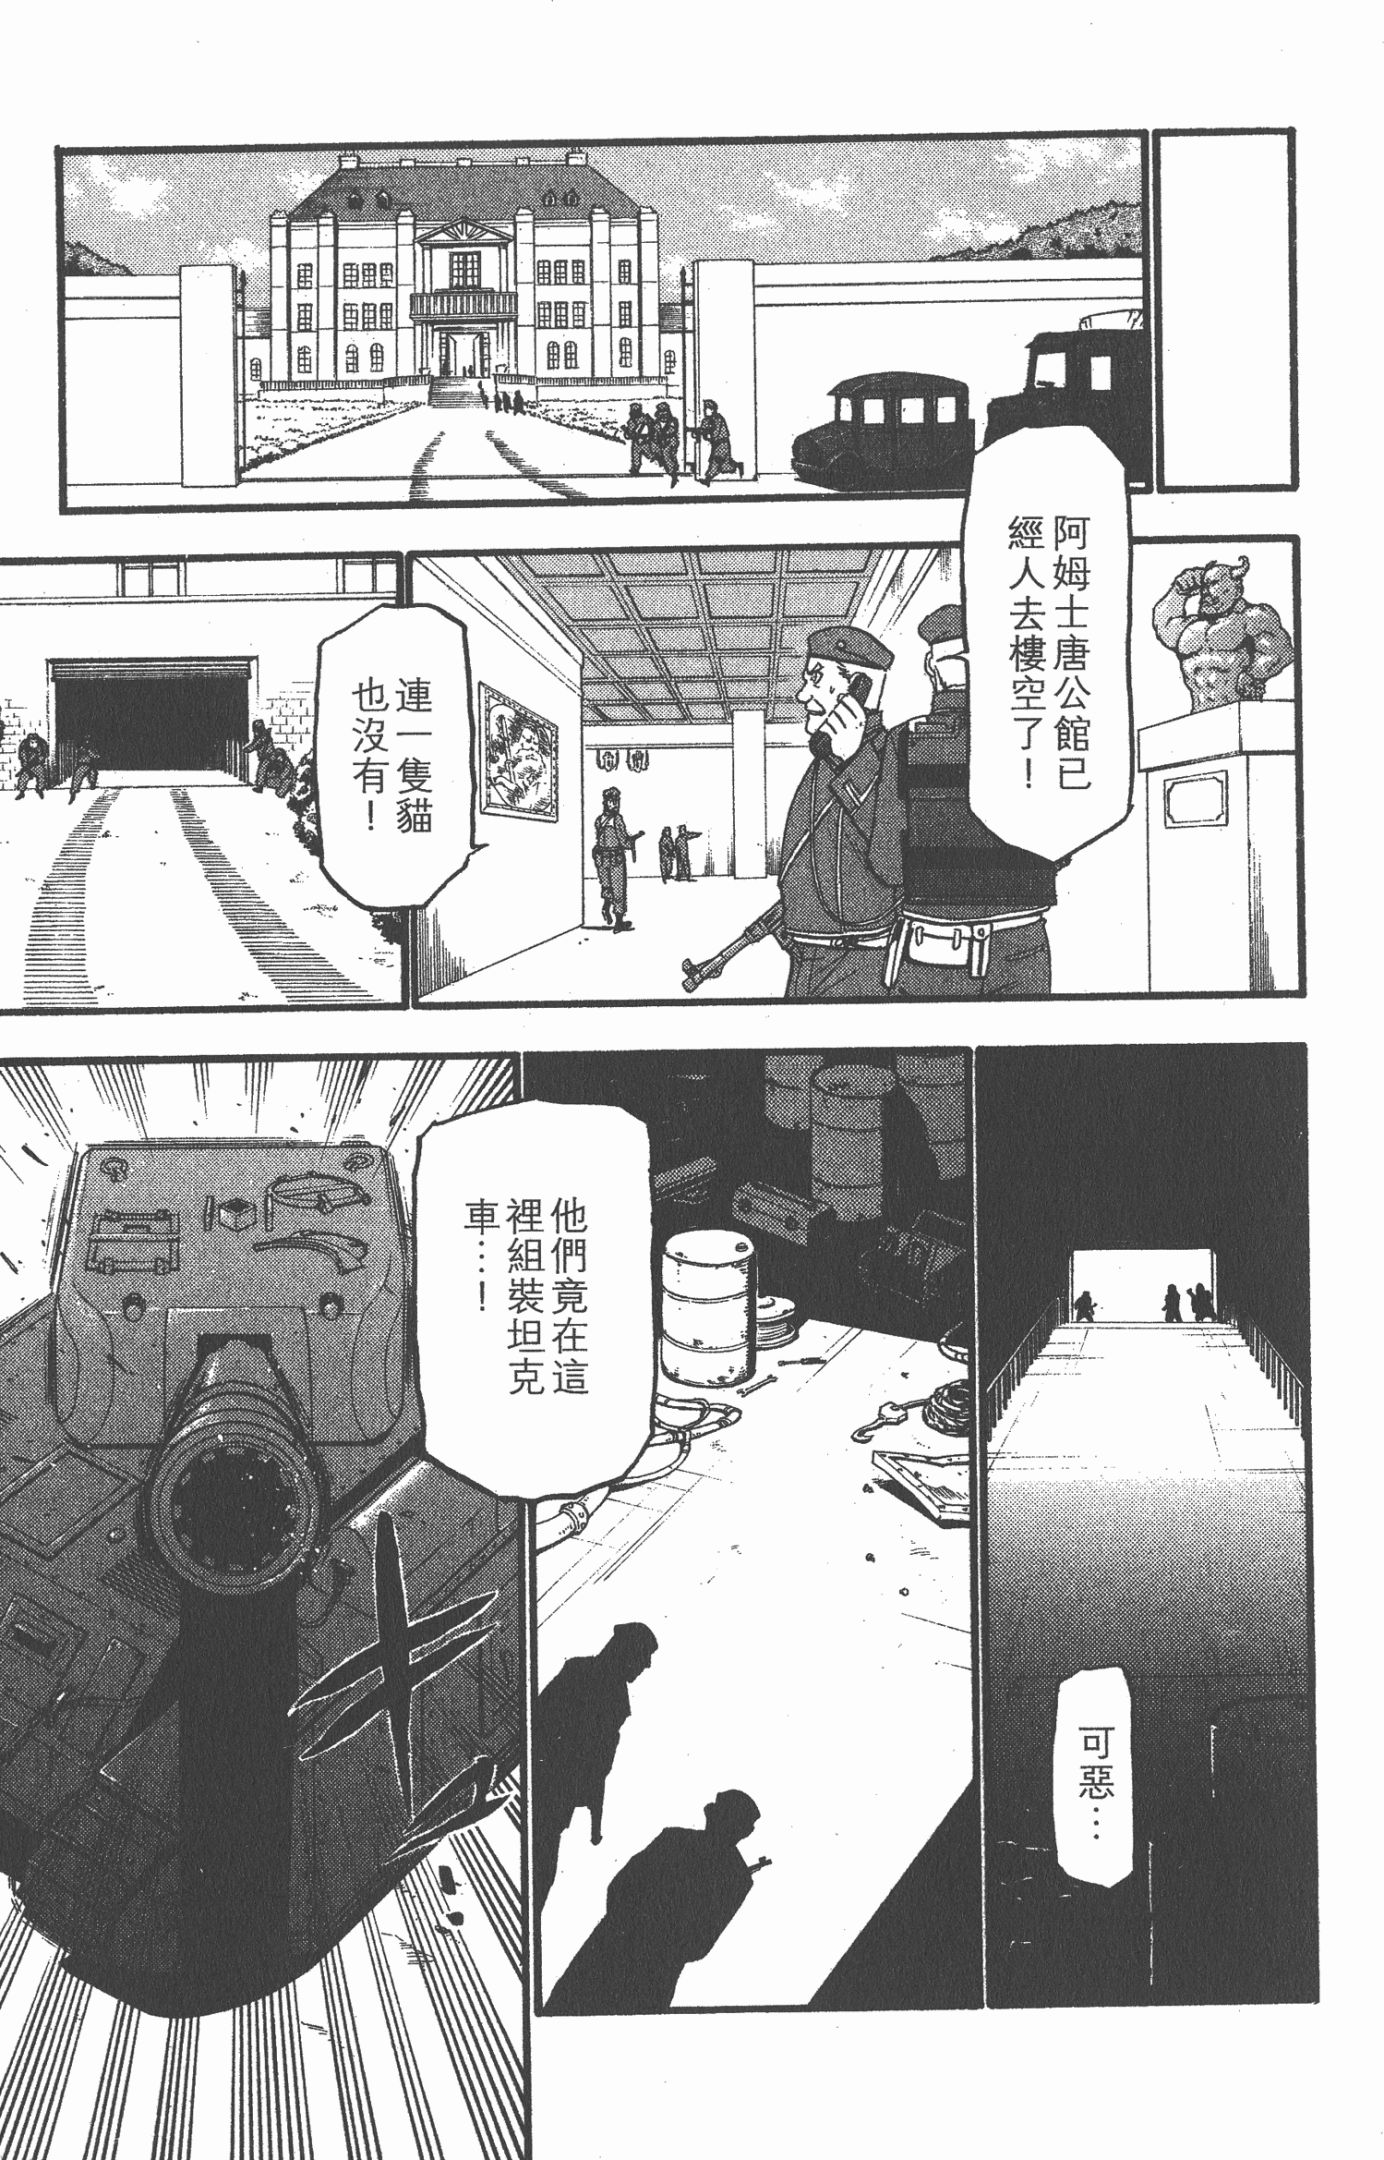 阿姆士唐公館已
經人去樓空了！
連一隻貓
也沒有！
可惡…
他們竟在這
裡組裝坦克
車…！